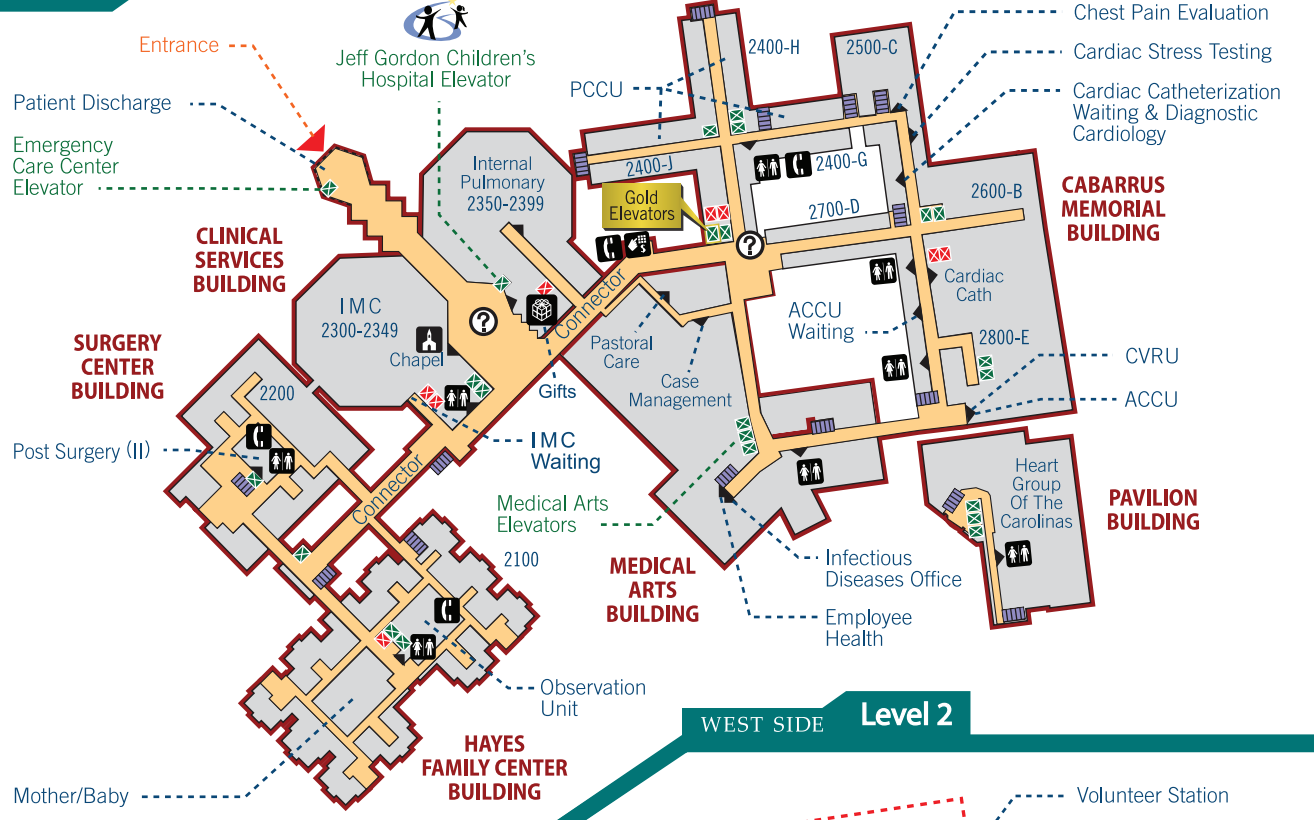 Entrance
Jeff Gordon Children's
Hospital Elevator
Patient Discharge
Emergency
Care Center
Elevator
PCCU
2400-H
2500-C
Chest Pain Evaluation
Cardiac Stress Testing
Cardiac Catheterization
Waiting & Diagnostic
Cardiology
Internal
Pulmonary
2350-2399
2400-J
2400-G
Gold
Elevators
2700-D
2600-B
CABARRUS
MEMORIAL
BUILDING
CLINICAL
SERVICES
BUILDING
?
$
IMC
2300-2349
Chapel
?
Connector
Gifts
Pastoral
Care
Case
Management
ACCU
Waiting
Cardiac
Cath
2800-E
CVRU
ACCU
SURGERY
CENTER
BUILDING
2200
Post Surgery (II)
IMC
Waiting
Connector
Medical Arts
Elevators
2100
MEDICAL
ARTS
BUILDING
Infectious
Diseases Office
Employee
Health
Heart
Group
Of The
Carolinas
PAVILION
BUILDING
Observation
Unit
HAYES
FAMILY CENTER
BUILDING
Mother/Baby
WEST SIDE Level 2
Volunteer Station